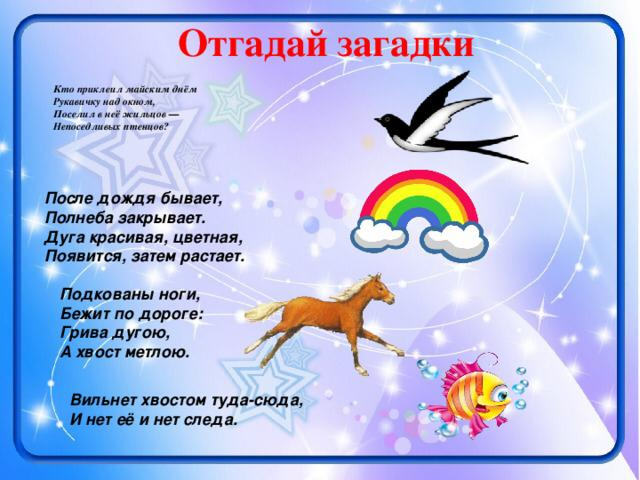 Отгадай загадки
Кто приклеил майским днём
Рукавичку над окном,
Поселил в неё жильцов —
Непоседливых птенцов?
После дождя бывает,
Полнеба закрывает.
Дуга красивая, цветная,
Появится, затем растает.
Подкованы ноги,
Бежит по дороге:
Грива дугою,
А хвост метлою.
Вильнет хвостом туда-сюда,
И нет её и нет следа.